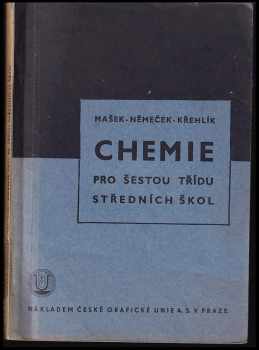 MAŠEK-NĚMEČEK-KŘEHLÍK
CHEMIE
PRO ŠESTOU TŘÍDU
STŘEDNÍCH ŠKOL
NÁKLADEM ČESKÉ GRAFICKÉ UNIE A. S. V PRAZE